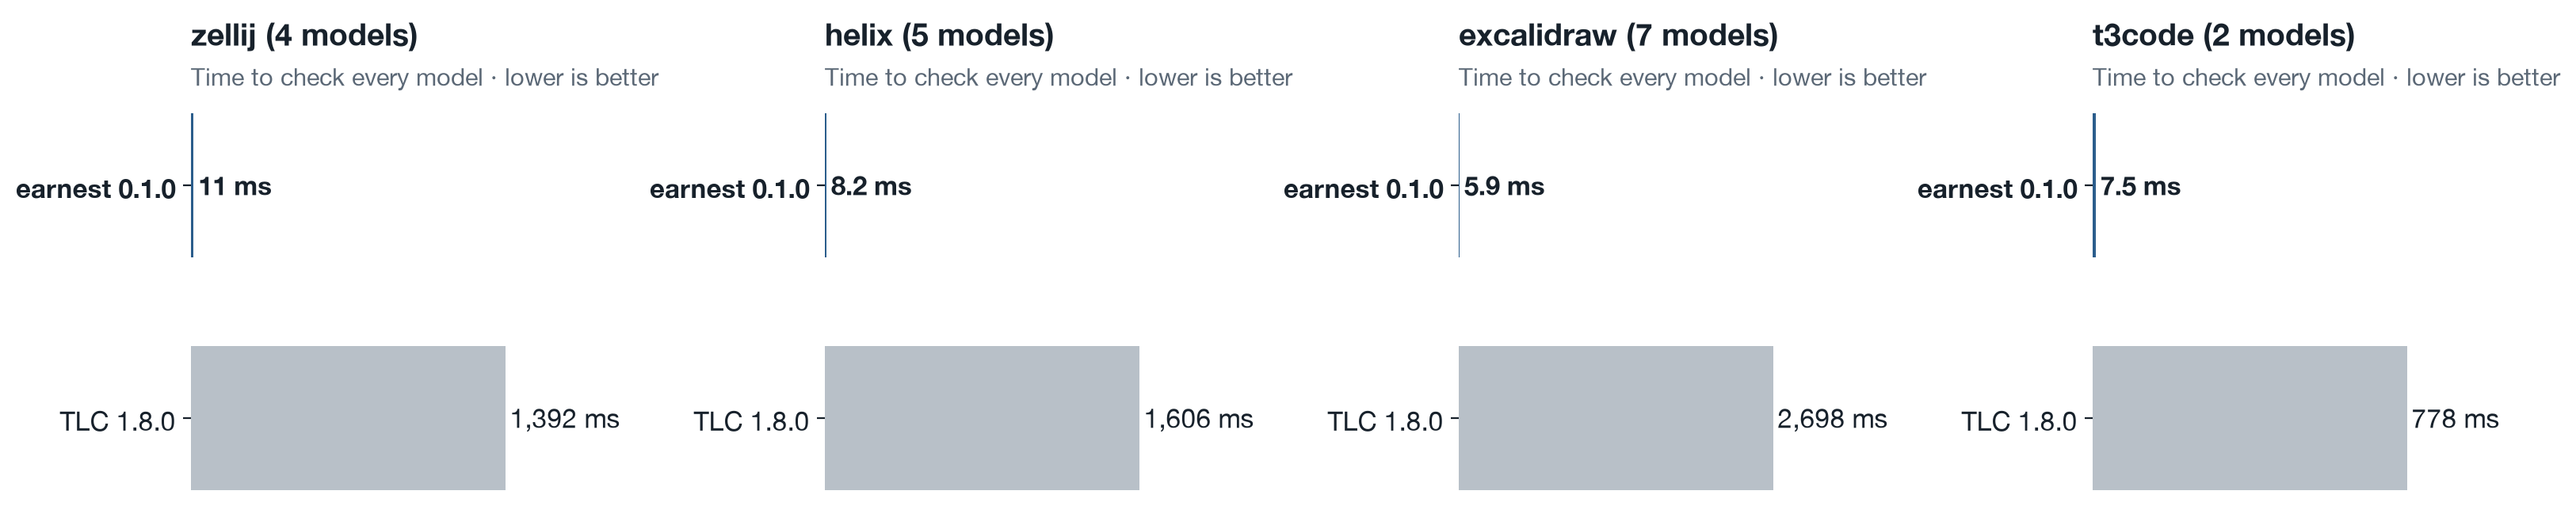 zellij (4 models)
Time to check every model · lower is better
earnest 0.1.0
11 ms
TLC 1.8.0
1,392 ms
helix (5 models)
Time to check every model · lower is better
earnest 0.1.0
8.2 ms
TLC 1.8.0
1,606 ms
excalidraw (7 models)
Time to check every model · lower is better
earnest 0.1.0
5.9 ms
TLC 1.8.0
2,698 ms
t3code (2 models)
Time to check every model · lower is better
earnest 0.1.0
7.5 ms
TLC 1.8.0
778 ms